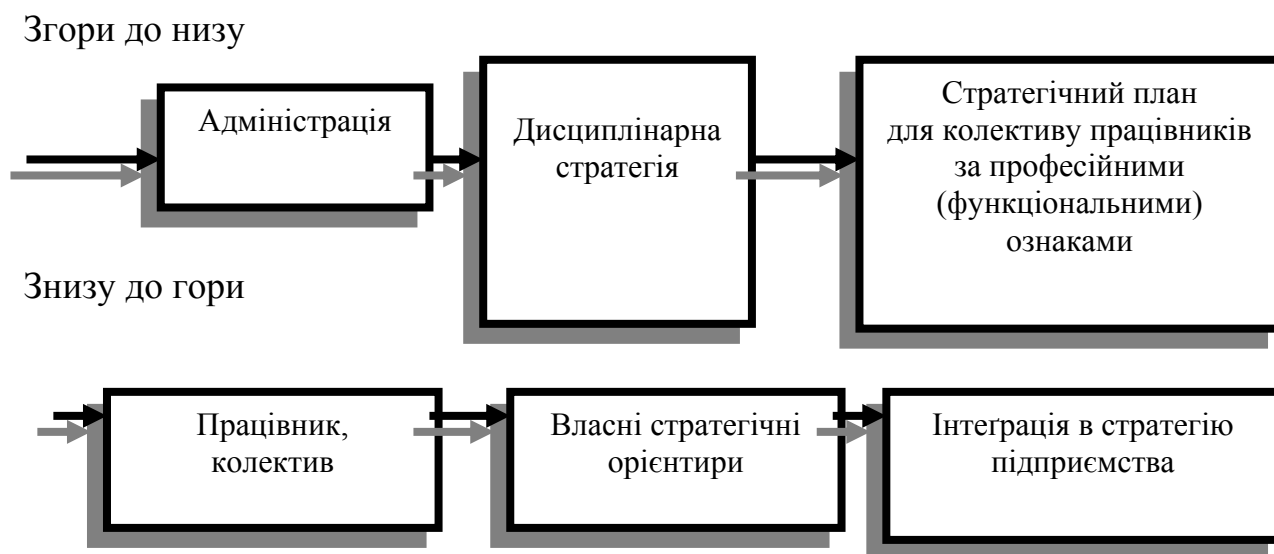 Згори до низу
Адміністрація
Дисциплінарна
стратегія
Стратегічний план
для колективу працівників
за професійними
(функціональними)
ознаками
Знизу до гори
Працівник,
колектив
Власні стратегічні
орієнтири
Інтеґрація в стратегію
підприємства